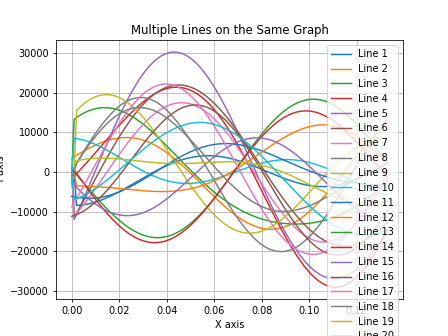 Multiple Lines on the Same Graph
30000
20000
10000
0
−10000
−20000
−30000
0.00
0.02
0.04
0.06
0.08
0.10
X axis
axis
Line 1
Line 2
Line 3
Line 4
Line 5
Line 6
Line 7
Line 8
Line 9
Line 10
Line 11
Line 12
Line 13
Line 14
Line 15
Line 16
Line 17
Line 18
Line 19
Line 20